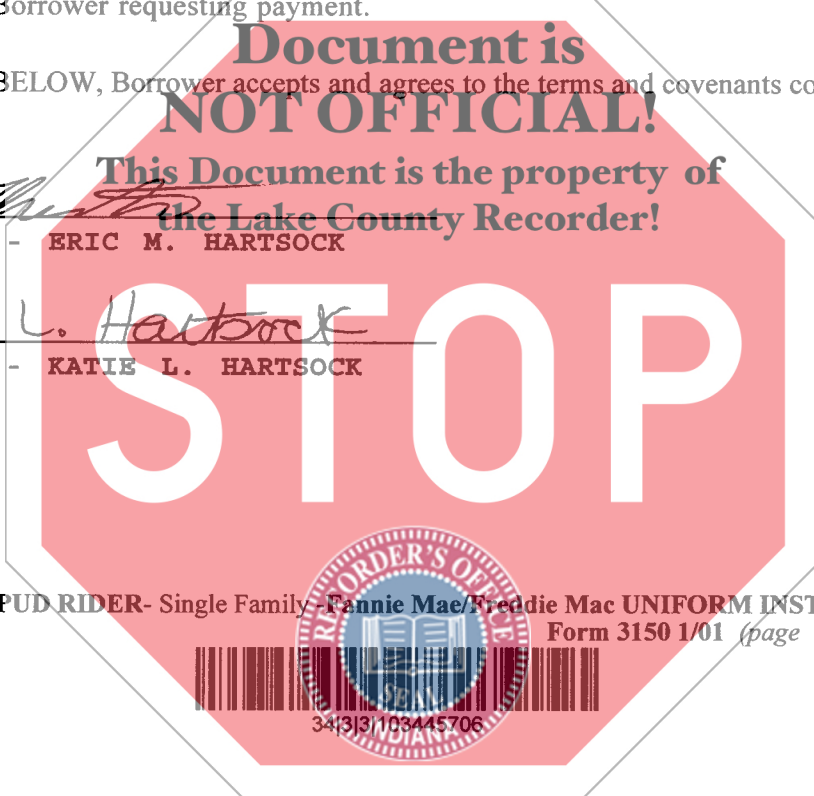 Borrower requesting payment.
Document is
BELOW, Borrower accepts and agrees to the terms and covenants co
NOT OFFICIAL!
This Document is the property of
the Lake County Recorder!
- ERIC M. HARTSOCK
L. Hartsock
- KATIE L. HARTSOCK
STOP
PUD RIDER- Single Family -Fannie Mae/Freddie Mac UNIFORM INST
Form 3150 1/01 (page
RECORDER'S OFFICE
SEAL
INDIANA
34|3|3|103445706